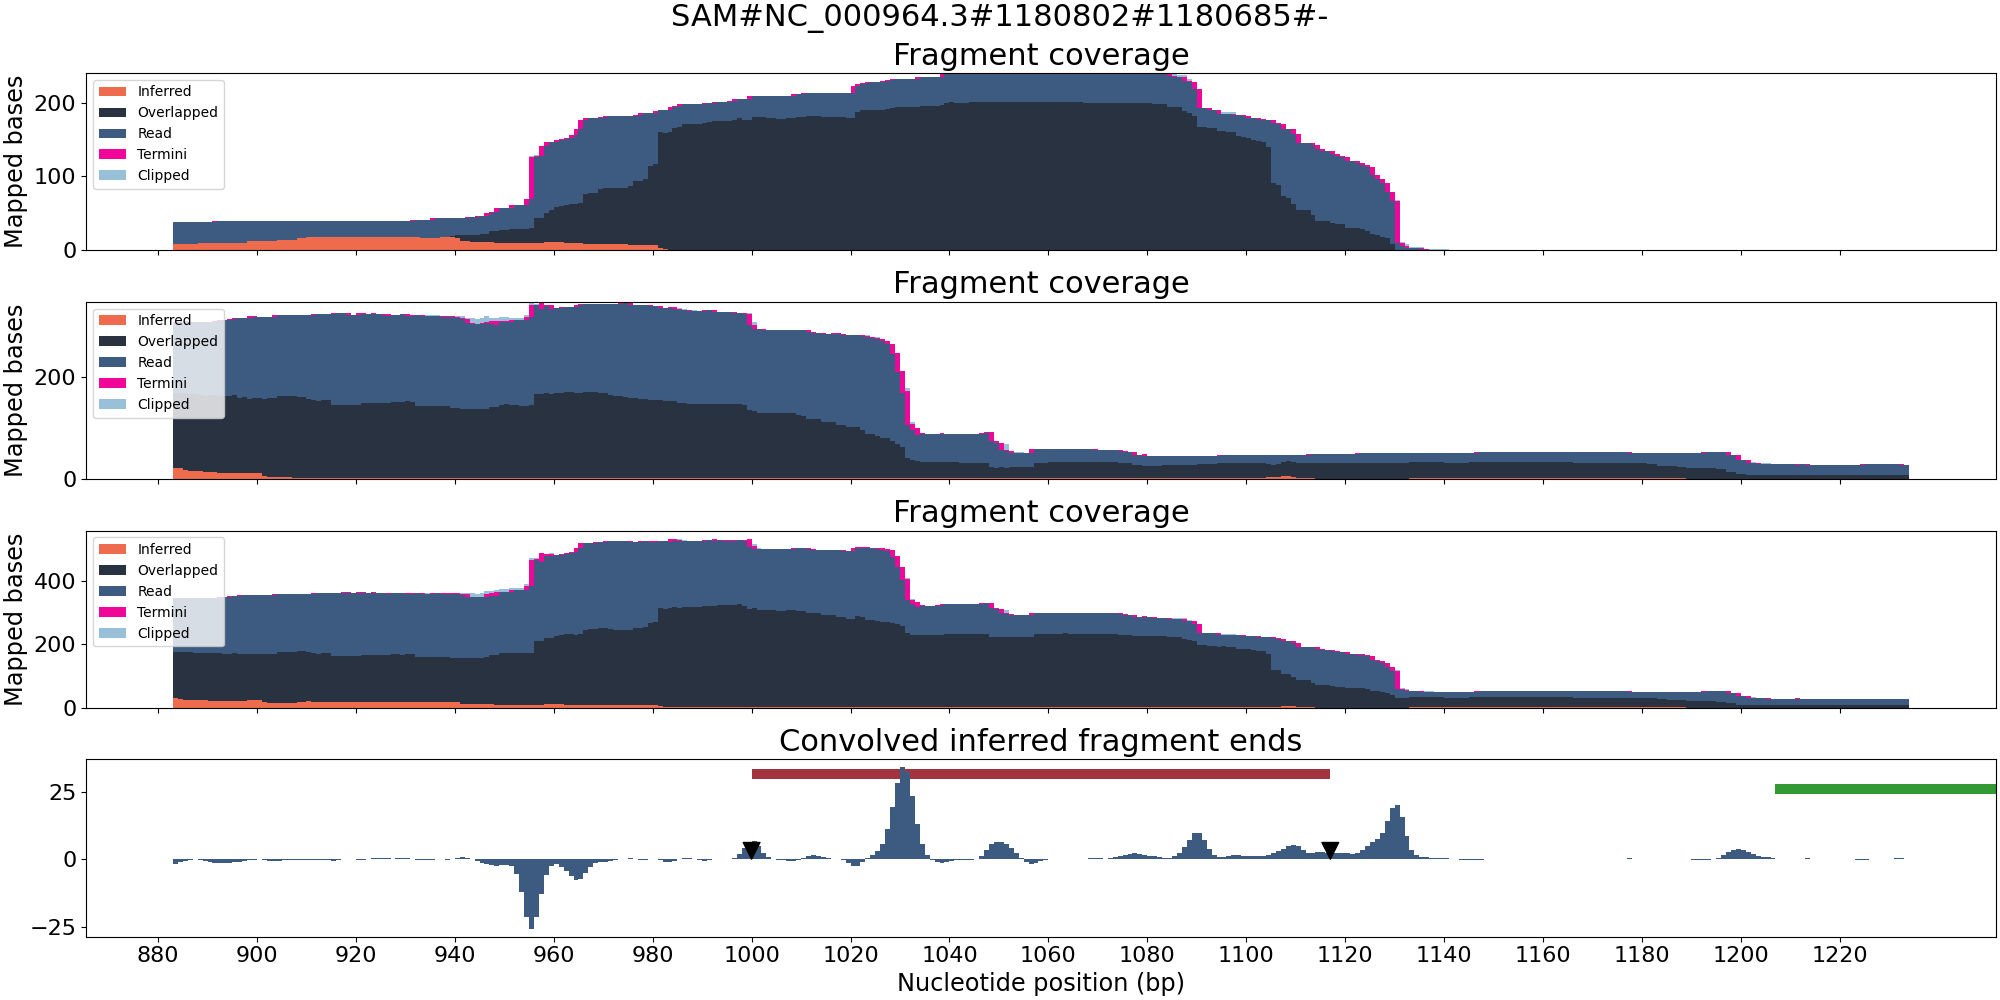 SAM#NC_000964.3#1180802#1180685#-
Fragment coverage
Mapped bases
200
100
0
Inferred
Overlapped
Read
Termini
Clipped
Fragment coverage
Mapped bases
200
0
Inferred
Overlapped
Read
Termini
Clipped
Fragment coverage
Mapped bases
400
200
0
Inferred
Overlapped
Read
Termini
Clipped
Convolved inferred fragment ends
25
0
−25
880 900 920 940 960 980 1000 1020 1040 1060 1080 1100 1120 1140 1160 1180 1200 1220
Nucleotide position (bp)